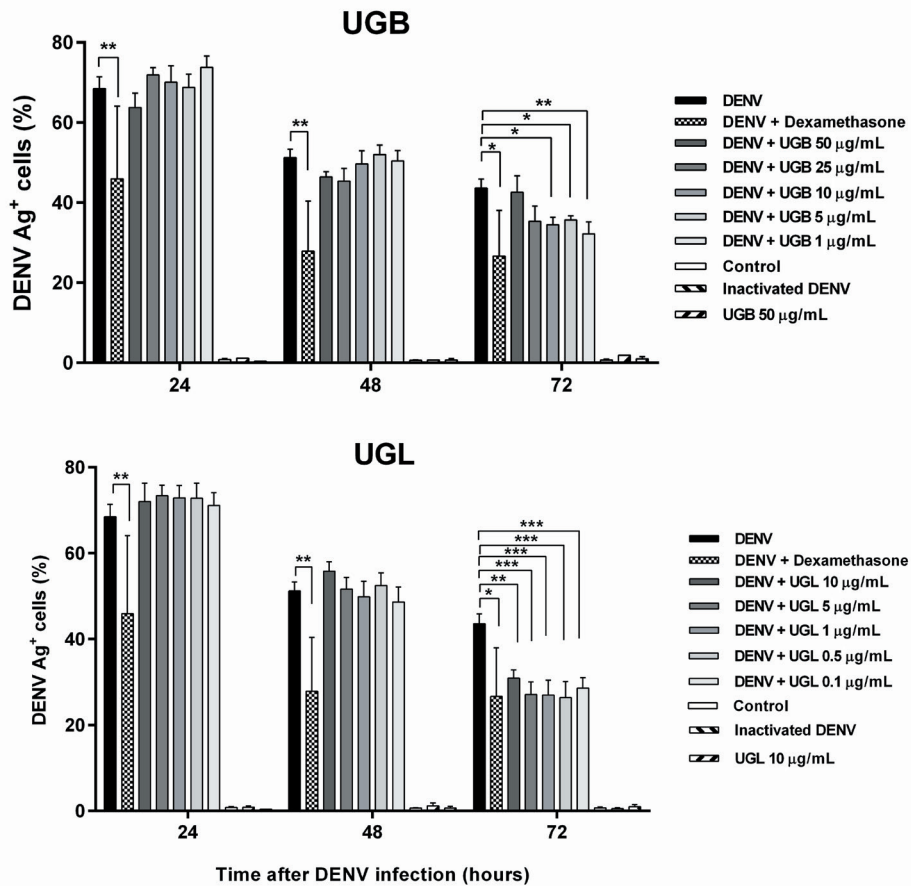 UGB
DENV Ag+ cells (%)
80
60
40
20
0
**
**
**
*
*
*
24
48
72
DENV
DENV + Dexamethasone
DENV + UGB 50 µg/mL
DENV + UGB 25 µg/mL
DENV + UGB 10 µg/mL
DENV + UGB 5 µg/mL
DENV + UGB 1 µg/mL
Control
Inactivated DENV
UGB 50 µg/mL
UGL
DENV Ag+ cells (%)
80
60
40
20
0
**
**
***
***
***
***
**
*
24
48
72
DENV
DENV + Dexamethasone
DENV + UGL 10 µg/mL
DENV + UGL 5 µg/mL
DENV + UGL 1 µg/mL
DENV + UGL 0.5 µg/mL
DENV + UGL 0.1 µg/mL
Control
Inactivated DENV
UGL 10 µg/mL
Time after DENV infection (hours)